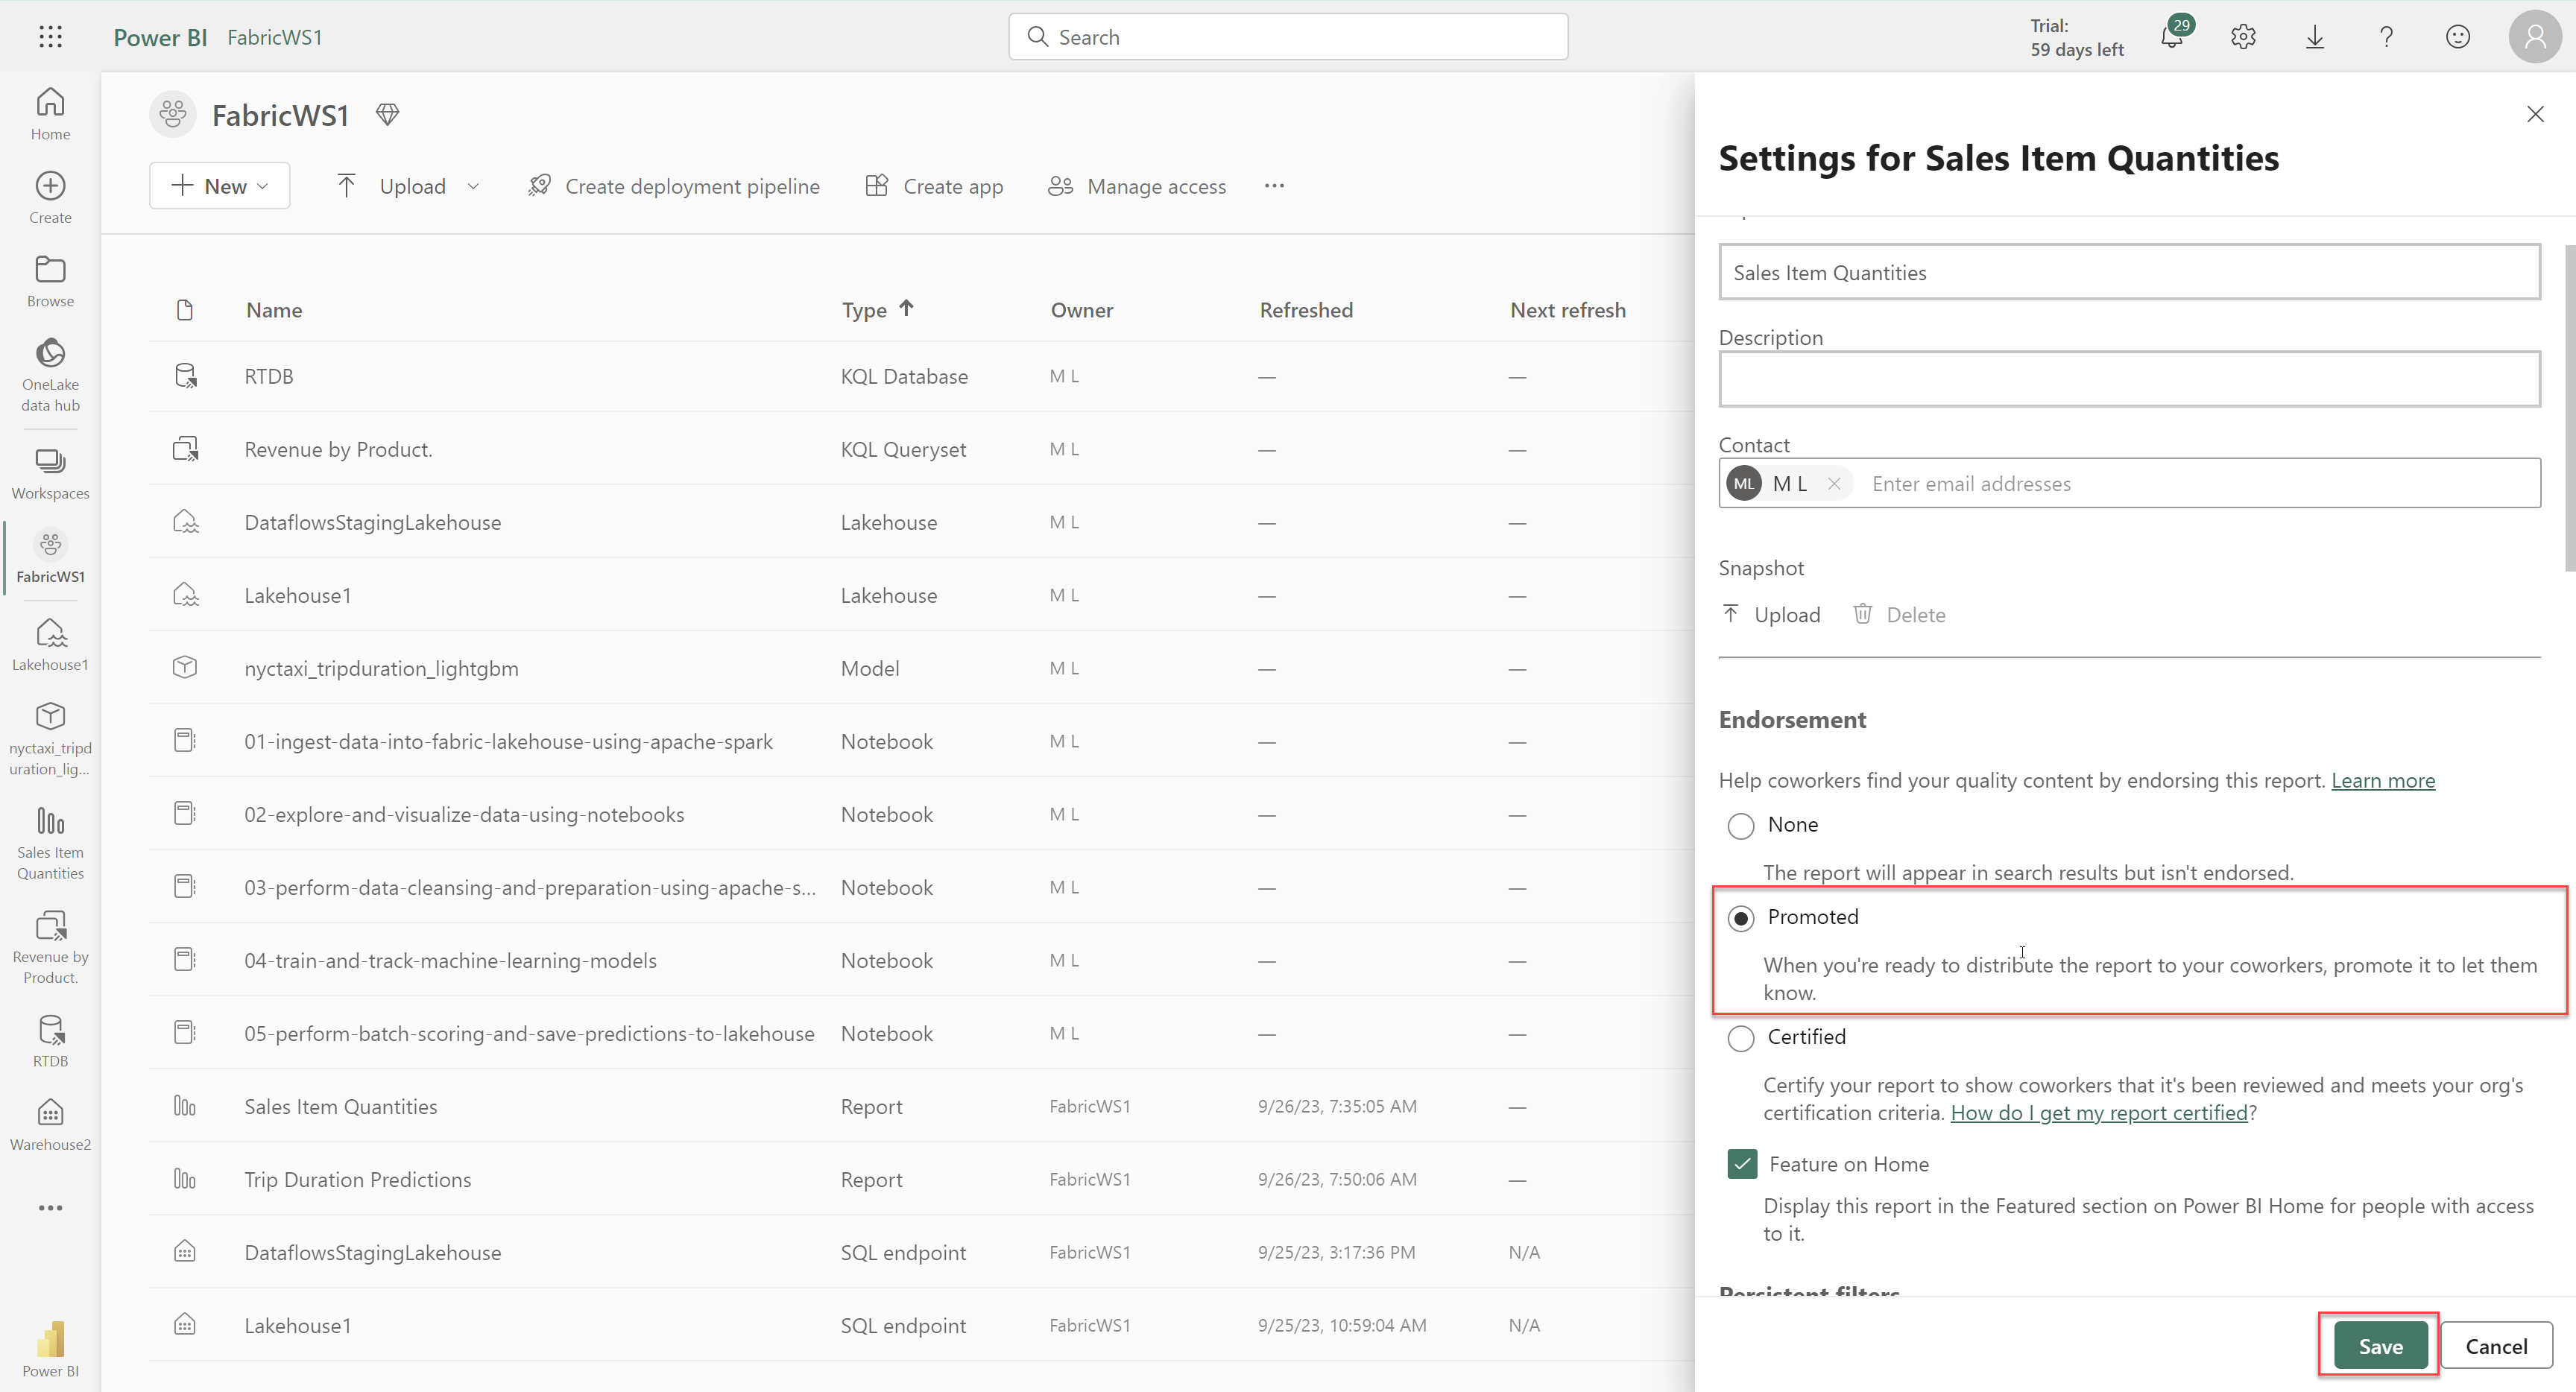 Power BI FabricWS1
Search
Trial:
59 days left
29
Home
Create
Browse
OneLake
data hub
Workspaces
FabricWS1
Lakehouse1
nyctaxi_tripd
uration_lig...
Sales Item
Quantities
Revenue by
Product.
RTDB
Warehouse2
Power BI
FabricWS1
New
Upload
Create deployment pipeline
Create app
Manage access
Name Type Owner Refreshed Next refresh
RTDB KQL Database M L — —
Revenue by Product. KQL Queryset M L — —
DataflowsStagingLakehouse Lakehouse M L — —
Lakehouse1 Lakehouse M L — —
nyctaxi_tripduration_lightgbm Model M L — —
01-ingest-data-into-fabric-lakehouse-using-apache-spark Notebook M L — —
02-explore-and-visualize-data-using-notebooks Notebook M L — —
03-perform-data-cleansing-and-preparation-using-apache-s... Notebook M L — —
04-train-and-track-machine-learning-models Notebook M L — —
05-perform-batch-scoring-and-save-predictions-to-lakehouse Notebook M L — —
Sales Item Quantities Report FabricWS1 9/26/23, 7:35:05 AM —
Trip Duration Predictions Report FabricWS1 9/26/23, 7:50:06 AM —
DataflowsStagingLakehouse SQL endpoint FabricWS1 9/25/23, 3:17:36 PM N/A
Lakehouse1 SQL endpoint FabricWS1 9/25/23, 10:59:04 AM N/A
Settings for Sales Item Quantities
Sales Item Quantities
Description
Contact
ML M L Enter email addresses
Snapshot
Upload Delete
Endorsement
Help coworkers find your quality content by endorsing this report. Learn more
None
The report will appear in search results but isn't endorsed.
Promoted
When you're ready to distribute the report to your coworkers, promote it to let them
know.
Certified
Certify your report to show coworkers that it's been reviewed and meets your org's
certification criteria. How do I get my report certified?
Feature on Home
Display this report in the Featured section on Power BI Home for people with access
to it.
Persistent filters
Save Cancel